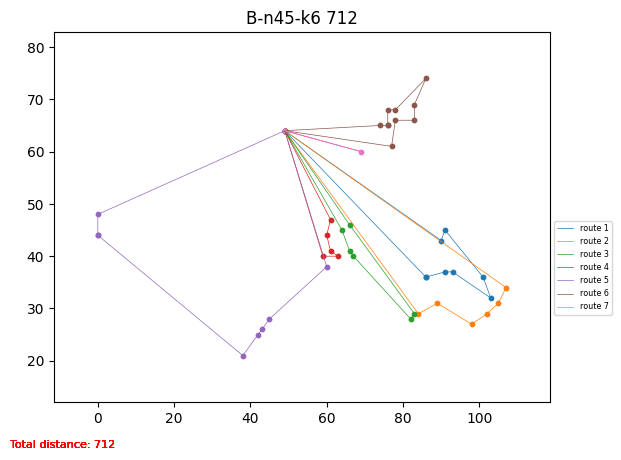 B-n45-k6 712
80
70
60
50
40
30
20
0
20
40
60
80
100
route 1
route 2
route 3
route 4
route 5
route 6
route 7
Total distance: 712